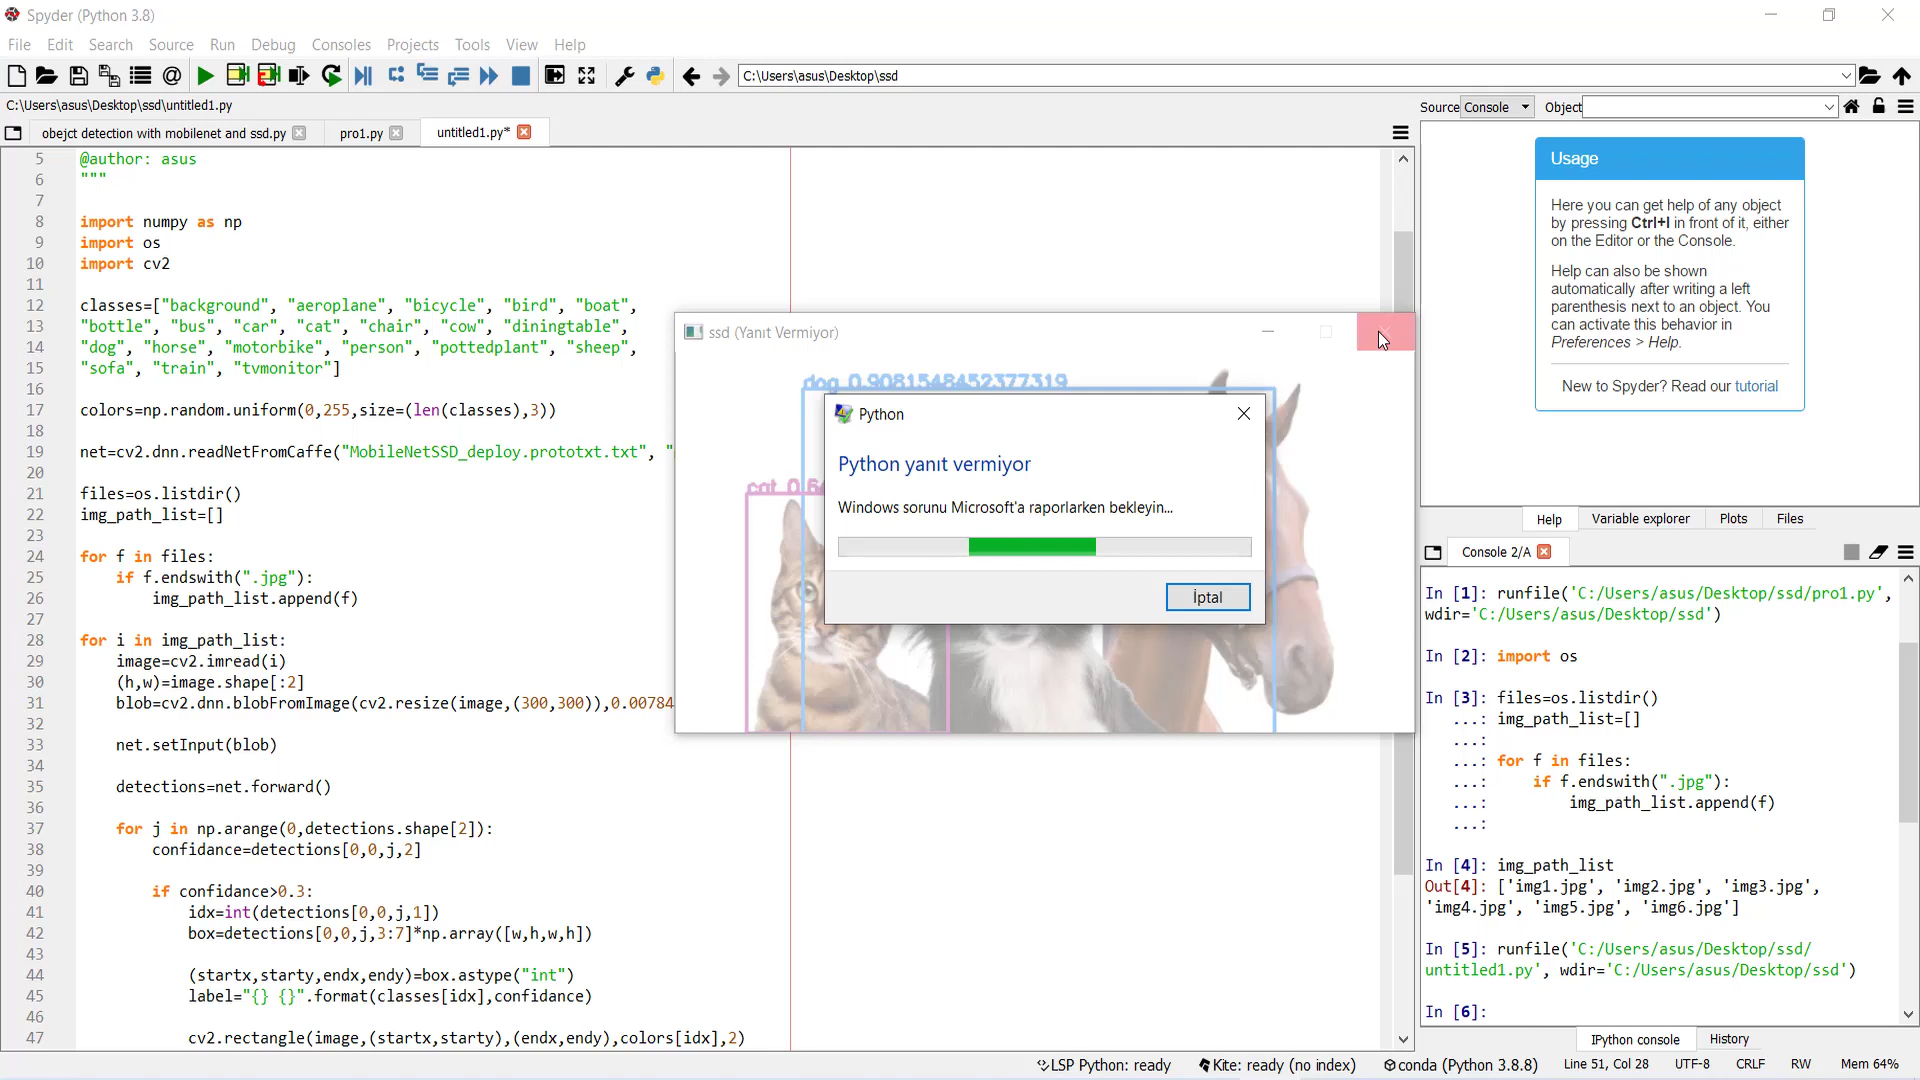 Spyder (Python 3.8)
File Edit Search Source Run Debug Consoles Projects Tools View Help
C:\Users\asus\Desktop\ssd
C:\Users\asus\Desktop\ssd\untitled1.py
Source Console Object
obejct detection with mobilenet and ssd.py pro1.py untitled1.py*
5 @author: asus
6 """
7
8 import numpy as np
9 import os
10 import cv2
11
12 classes=["background", "aeroplane", "bicycle", "bird", "boat",
13 "bottle", "bus", "car", "cat", "chair", "cow", "diningtable",
14 "dog", "horse", "motorbike", "person", "pottedplant", "sheep",
15 "sofa", "train", "tvmonitor"]
16
17 colors=np.random.uniform(0,255,size=(len(classes),3))
18
19 net=cv2.dnn.readNetFromCaffe("MobileNetSSD_deploy.prototxt.txt", "
20
21 files=os.listdir()
22 img_path_list=[]
23
24 for f in files:
25 if f.endswith(".jpg"):
26 img_path_list.append(f)
27
28 for i in img_path_list:
29 image=cv2.imread(i)
30 (h,w)=image.shape[:2]
31 blob=cv2.dnn.blobFromImage(cv2.resize(image,(300,300)),0.00784
32
33 net.setInput(blob)
34
35 detections=net.forward()
36
37 for j in np.arange(0,detections.shape[2]):
38 confidance=detections[0,0,j,2]
39
40 if confidance>0.3:
41 idx=int(detections[0,0,j,1])
42 box=detections[0,0,j,3:7]*np.array([w,h,w,h])
43
44 (startx,starty,endx,endy)=box.astype("int")
45 label="{} {}".format(classes[idx],confidance)
46
47 cv2.rectangle(image,(startx,starty),(endx,endy),colors[idx],2)
ssd (Yanıt Vermiyor)
dog 0.9081548452377319
cat 0.6
Python
Python yanıt vermiyor
Windows sorunu Microsoft'a raporlarken bekleyin...
İptal
Usage
Here you can get help of any object
by pressing Ctrl+I in front of it, either
on the Editor or the Console.
Help can also be shown
automatically after writing a left
parenthesis next to an object. You
can activate this behavior in
Preferences > Help.
New to Spyder? Read our tutorial
Help Variable explorer Plots Files
Console 2/A
In [1]: runfile('C:/Users/asus/Desktop/ssd/pro1.py',
wdir='C:/Users/asus/Desktop/ssd')
In [2]: import os
In [3]: files=os.listdir()
...: img_path_list=[]
...:
...: for f in files:
...: if f.endswith(".jpg"):
...: img_path_list.append(f)
...:
In [4]: img_path_list
Out[4]: ['img1.jpg', 'img2.jpg', 'img3.jpg',
'img4.jpg', 'img5.jpg', 'img6.jpg']
In [5]: runfile('C:/Users/asus/Desktop/ssd/
untitled1.py', wdir='C:/Users/asus/Desktop/ssd')
In [6]:
IPython console History
LSP Python: ready Kite: ready (no index) conda (Python 3.8.8) Line 51, Col 28 UTF-8 CRLF RW Mem 64%